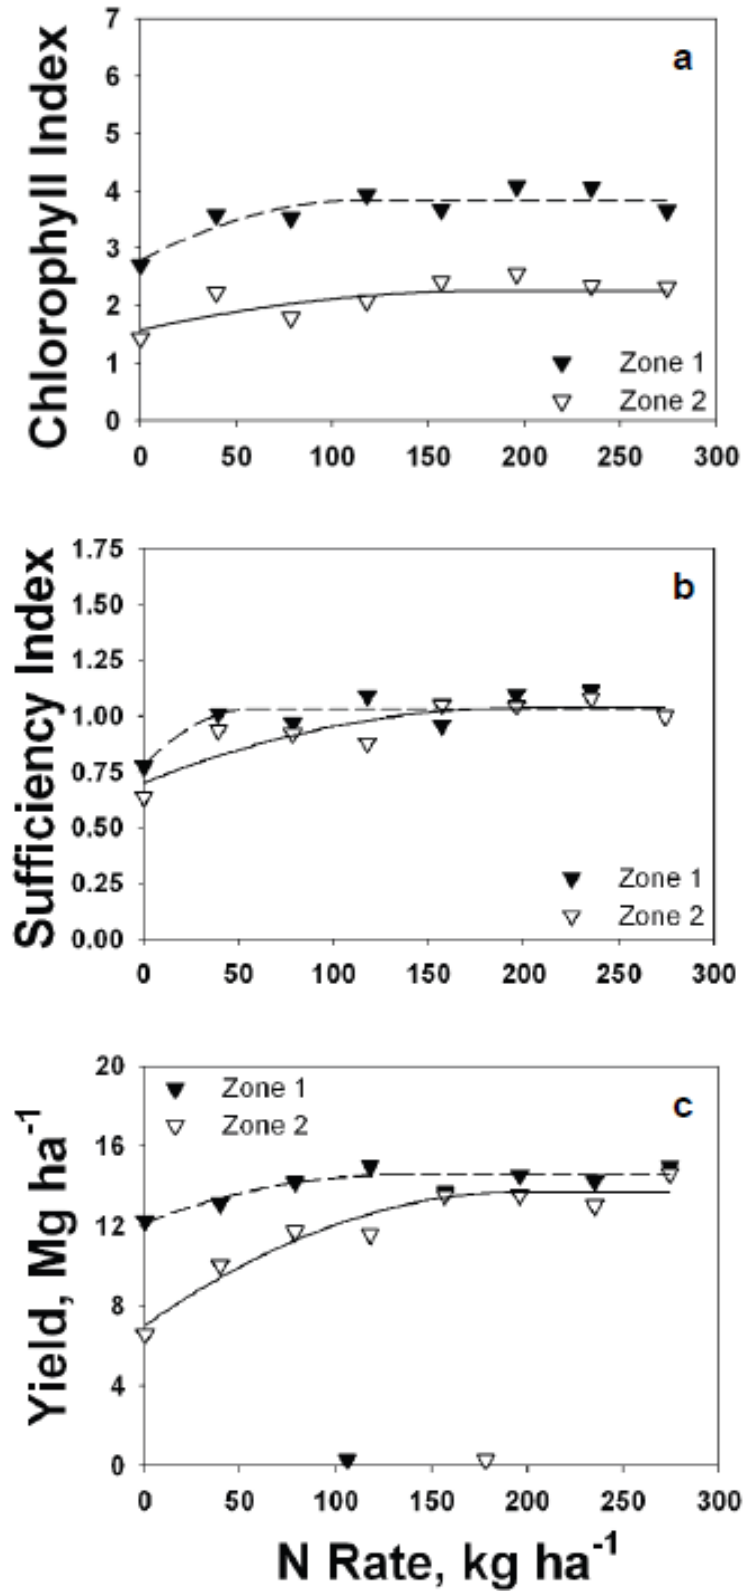 Chlorophyll Index
7
6
5
4
3
2
1
0
a
Zone 1
Zone 2
0 50 100 150 200 250 300
Sufficiency Index
1.75
1.50
1.25
1.00
0.75
0.50
0.25
0.00
b
Zone 1
Zone 2
0 50 100 150 200 250 300
Yield, Mg ha⁻¹
20
16
12
8
4
0
Zone 1
Zone 2
c
0 50 100 150 200 250 300
N Rate, kg ha⁻¹